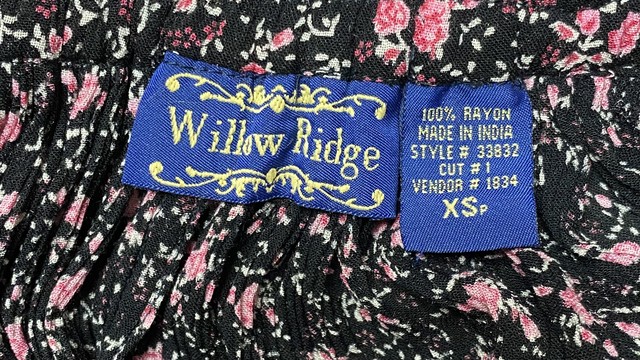 Willow Ridge
100% RAYON
MADE IN INDIA
STYLE # 33832
CUT # 1
VENDOR # 1834
XSP